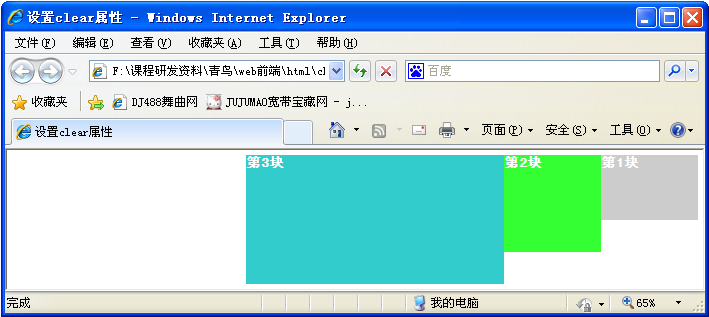 设置clear属性 - Windows Internet Explorer
文件(F) 编辑(E) 查看(V) 收藏夹(A) 工具(T) 帮助(H)
F:\课程研发资料\青鸟\web前端\html\cl 百度
收藏夹 DJ488舞曲网 JUJUMAO宽带宝藏网 - j...
设置clear属性 页面(P) 安全(S) 工具(O)
第3块 第2块 第1块
完成 我的电脑 65%